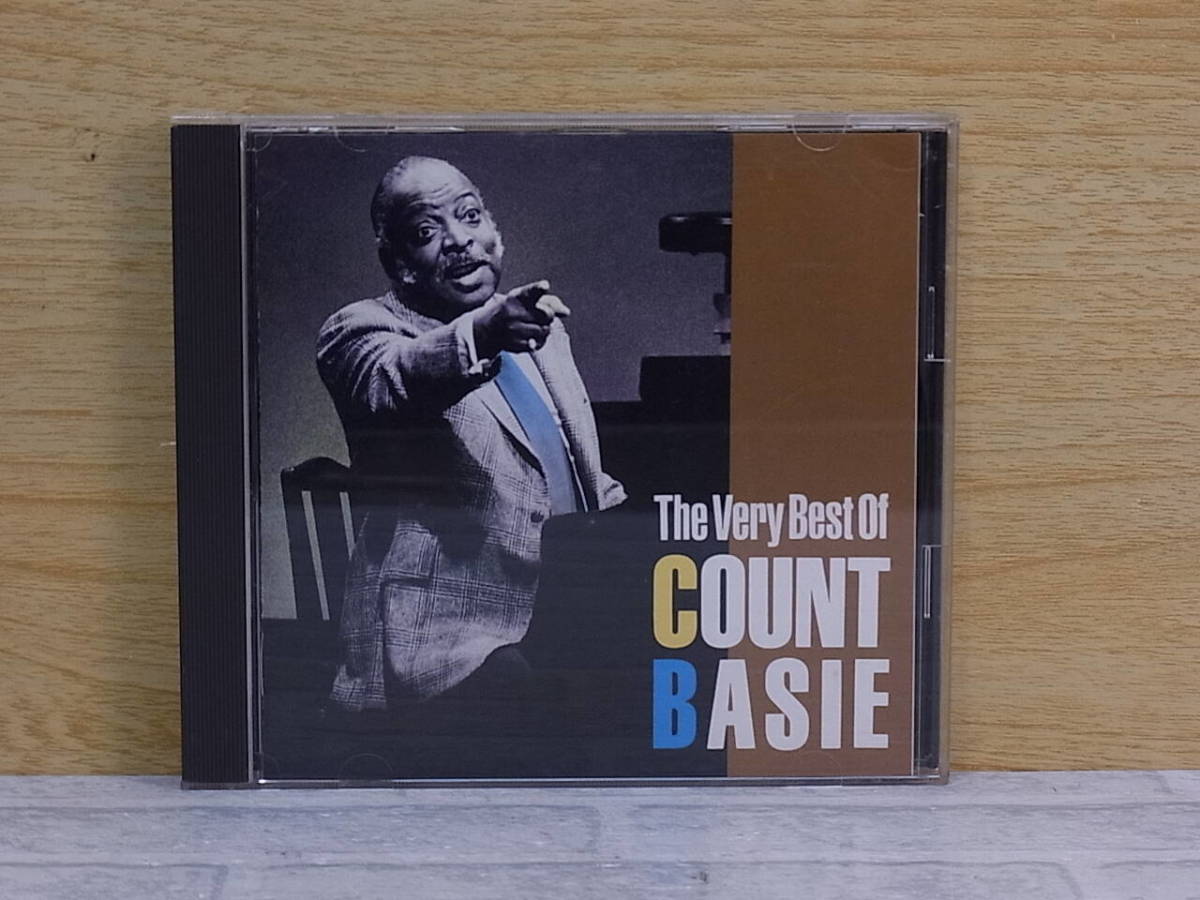 The Very Best Of
COUNT
BASIE